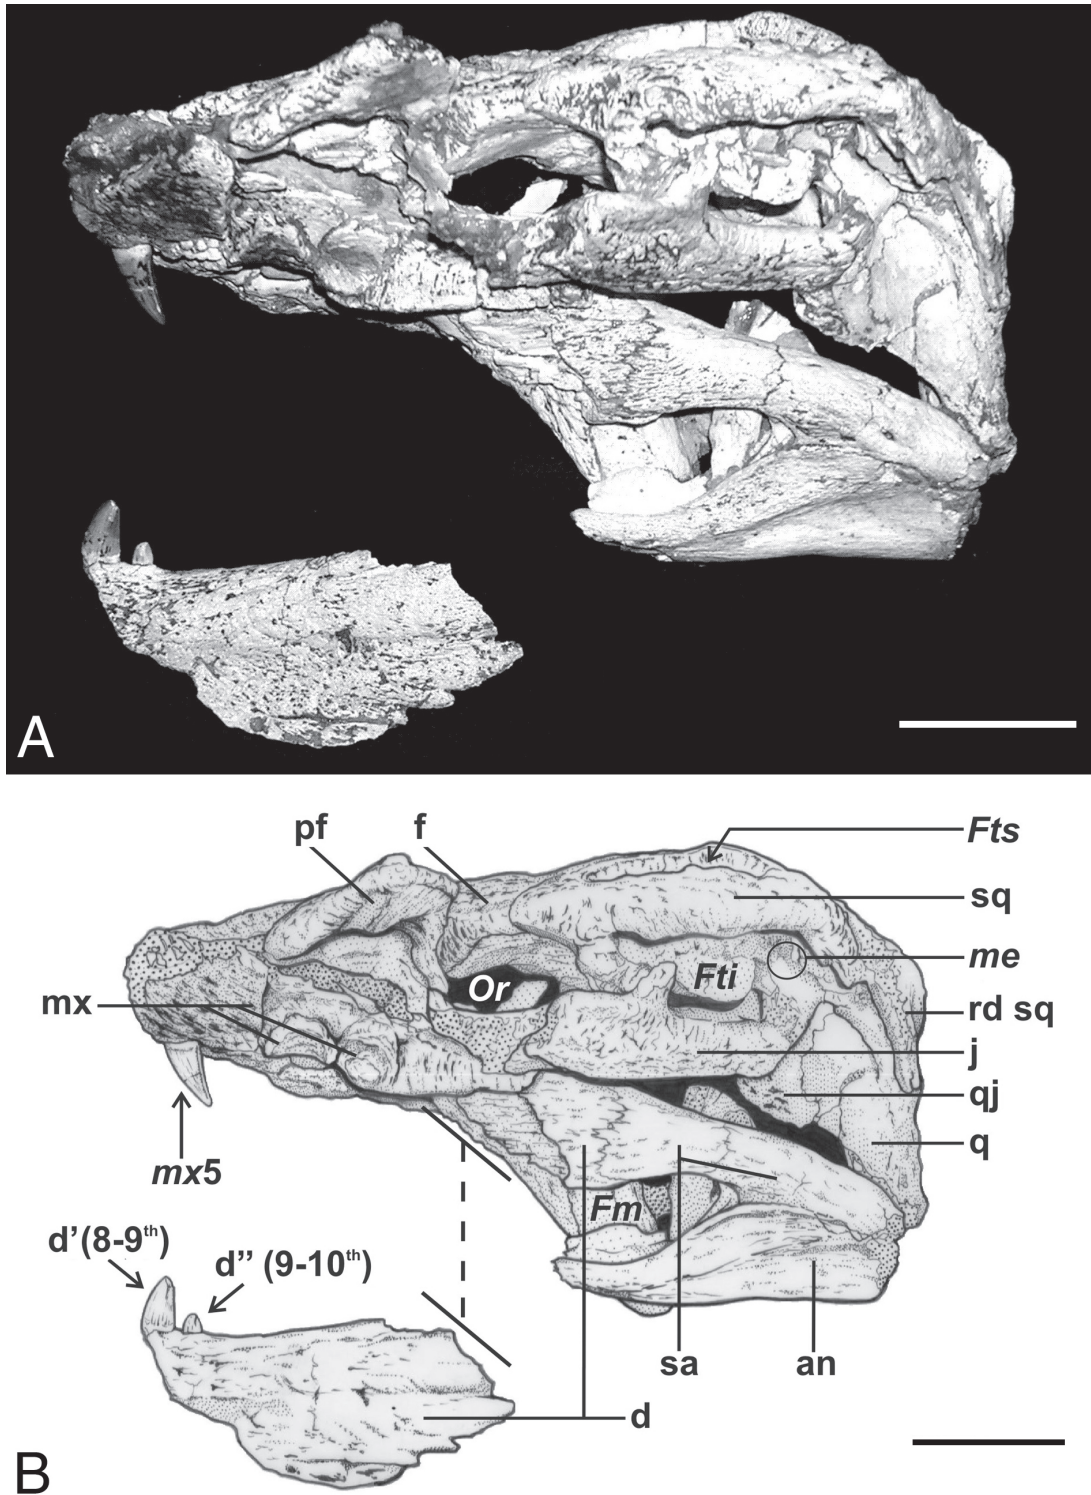 A
pf
f
Fts
sq
me
Or
Fti
mx
rd sq
j
qj
q
mx5
Fm
d’(8-9th)
d’’ (9-10th)
sa
an
d
B